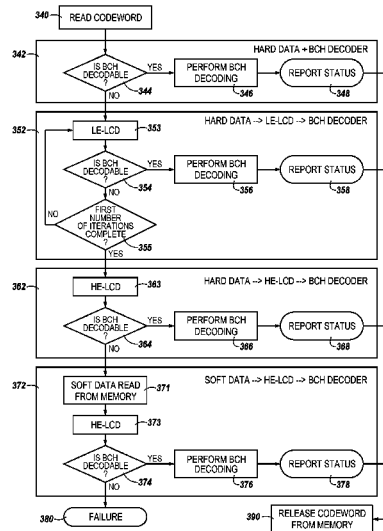 340
READ CODEWORD
342
HARD DATA + BCH DECODER
IS BCH
DECODABLE
?
344
YES
PERFORM BCH
DECODING
346
REPORT STATUS
348
NO
352
HARD DATA --> LE-LCD --> BCH DECODER
LE-LCD
353
IS BCH
DECODABLE
?
354
YES
PERFORM BCH
DECODING
356
REPORT STATUS
358
NO
NO
FIRST
NUMBER
OF ITERATIONS
COMPLETE
?
355
YES
362
HARD DATA --> HE-LCD --> BCH DECODER
HE-LCD
363
IS BCH
DECODABLE
?
364
YES
PERFORM BCH
DECODING
366
REPORT STATUS
368
NO
372
SOFT DATA --> HE-LCD --> BCH DECODER
SOFT DATA READ
FROM MEMORY
371
HE-LCD
373
IS BCH
DECODABLE
?
374
YES
PERFORM BCH
DECODING
376
REPORT STATUS
378
NO
380
FAILURE
390
RELEASE CODEWORD
FROM MEMORY